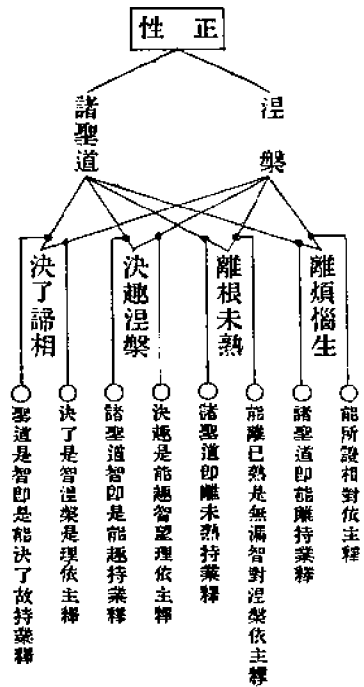 正性
涅槃
諸聖道
離煩惱生
離根未熟
決趣涅槃
決了諦相
能所證相對依主釋
諸聖道即能離持業釋
能離已熟是無漏智對涅槃依主釋
諸聖道即離未熟持業釋
決趣是能趣智望理依主釋
諸聖道智即是能趣持業釋
決了是智涅槃是理依主釋
聖道是智即是能決了故持業釋